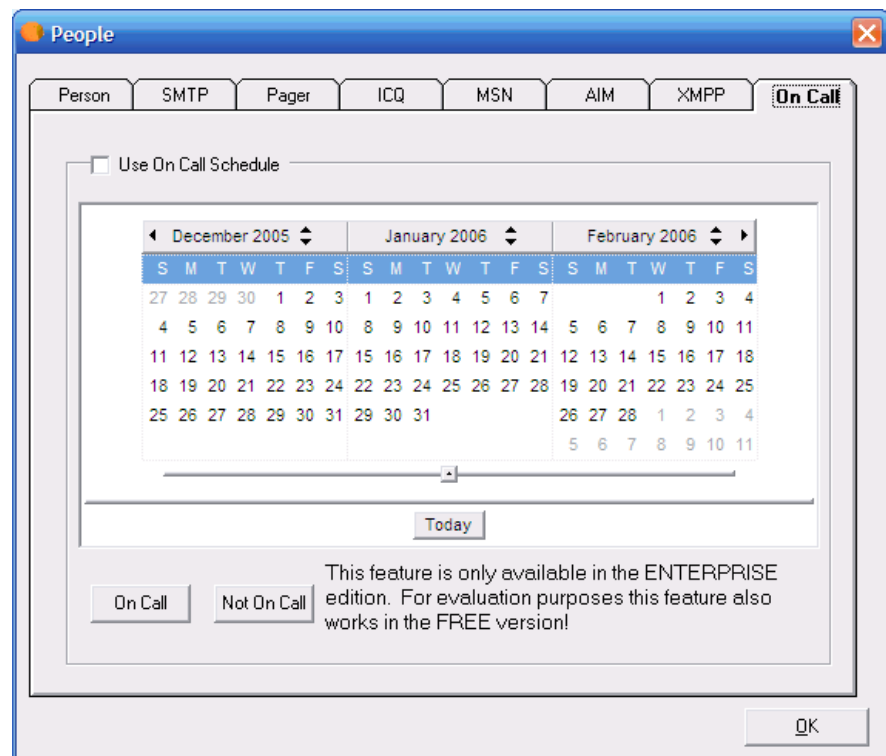 People
Person SMTP Pager ICQ MSN AIM XMPP On Call
Use On Call Schedule
December 2005 January 2006 February 2006
S M T W T F S S M T W T F S S M T W T F S
27 28 29 30 1 2 3 1 2 3 4 5 6 7 1 2 3 4
4 5 6 7 8 9 10 8 9 10 11 12 13 14 5 6 7 8 9 10 11
11 12 13 14 15 16 17 15 16 17 18 19 20 21 12 13 14 15 16 17 18
18 19 20 21 22 23 24 22 23 24 25 26 27 28 19 20 21 22 23 24 25
25 26 27 28 29 30 31 29 30 31 26 27 28 1 2 3 4
5 6 7 8 9 10 11
Today
On Call Not On Call
This feature is only available in the ENTERPRISE
edition. For evaluation purposes this feature also
works in the FREE version!
OK